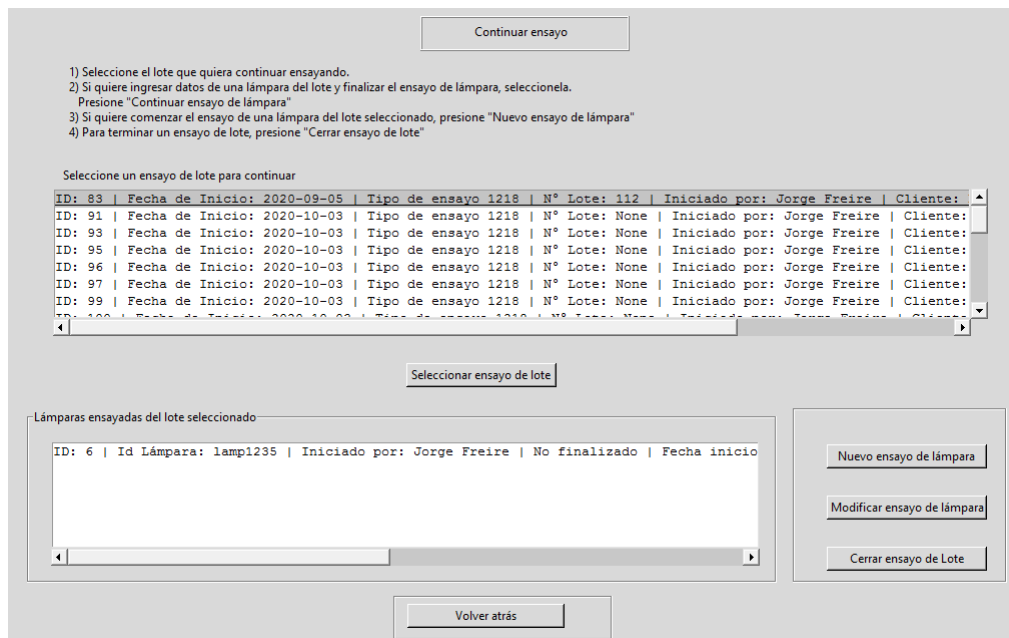 Continuar ensayo
1) Seleccione el lote que quiera continuar ensayando.
2) Si quiere ingresar datos de una lámpara del lote y finalizar el ensayo de lámpara, seleccionela.
Presione "Continuar ensayo de lámpara"
3) Si quiere comenzar el ensayo de una lámpara del lote seleccionado, presione "Nuevo ensayo de lámpara"
4) Para terminar un ensayo de lote, presione "Cerrar ensayo de lote"
Seleccione un ensayo de lote para continuar
ID: 83 | Fecha de Inicio: 2020-09-05 | Tipo de ensayo 1218 | Nº Lote: 112 | Iniciado por: Jorge Freire | Cliente:
ID: 91 | Fecha de Inicio: 2020-10-03 | Tipo de ensayo 1218 | Nº Lote: None | Iniciado por: Jorge Freire | Cliente:
ID: 93 | Fecha de Inicio: 2020-10-03 | Tipo de ensayo 1218 | Nº Lote: None | Iniciado por: Jorge Freire | Cliente:
ID: 95 | Fecha de Inicio: 2020-10-03 | Tipo de ensayo 1218 | Nº Lote: None | Iniciado por: Jorge Freire | Cliente:
ID: 96 | Fecha de Inicio: 2020-10-03 | Tipo de ensayo 1218 | Nº Lote: None | Iniciado por: Jorge Freire | Cliente:
ID: 97 | Fecha de Inicio: 2020-10-03 | Tipo de ensayo 1218 | Nº Lote: None | Iniciado por: Jorge Freire | Cliente:
ID: 99 | Fecha de Inicio: 2020-10-03 | Tipo de ensayo 1218 | Nº Lote: None | Iniciado por: Jorge Freire | Cliente:
Seleccionar ensayo de lote
Lámparas ensayadas del lote seleccionado
ID: 6 | Id Lámpara: lamp1235 | Iniciado por: Jorge Freire | No finalizado | Fecha inicio
Nuevo ensayo de lámpara
Modificar ensayo de lámpara
Cerrar ensayo de Lote
Volver atrás